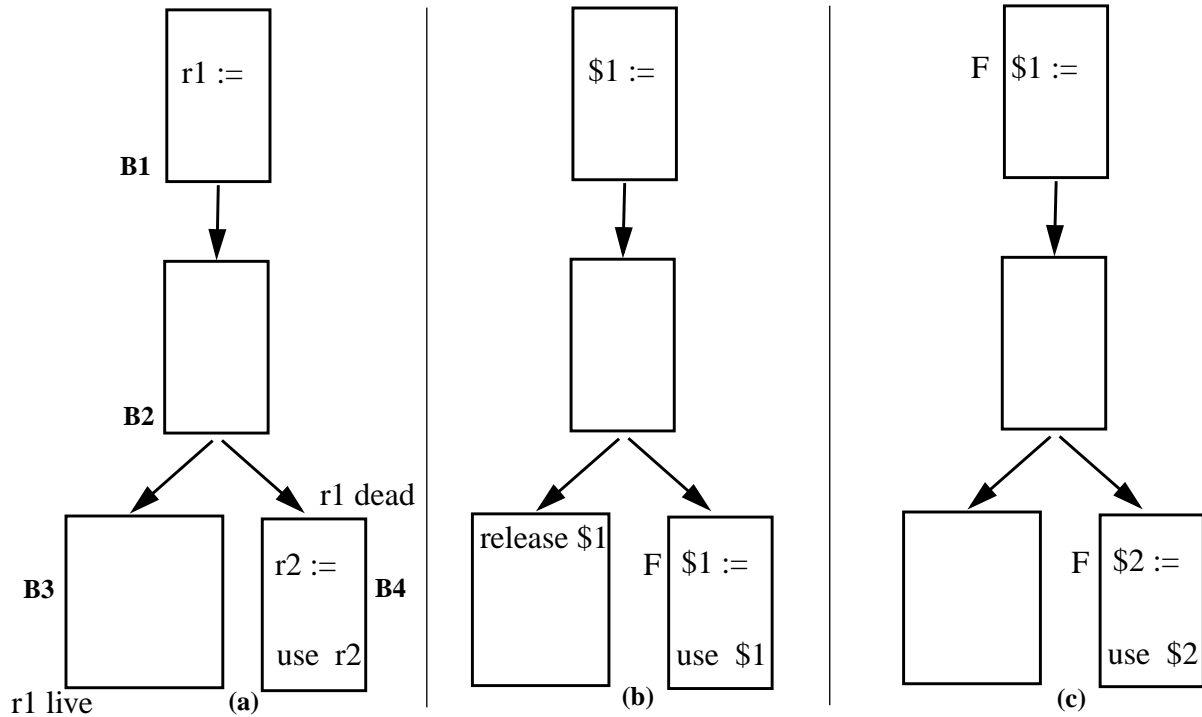 r1 :=
B1
B2
r1 dead
B3
r2 :=
B4
use r2
r1 live
(a)
$1 :=
release $1
F $1 :=
use $1
(b)
F $1 :=
F $2 :=
use $2
(c)